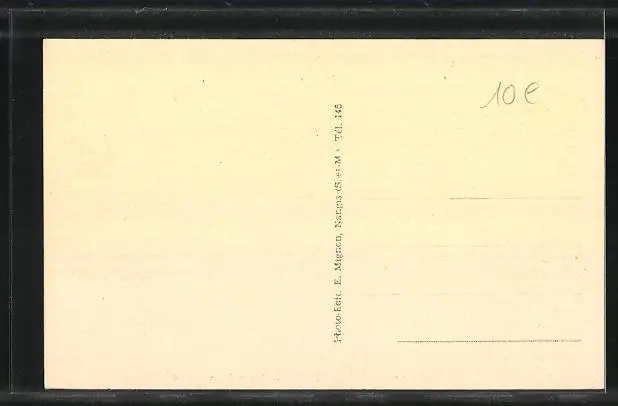 10€
Photo-Edit. E. Mignon, Nangis (S.-et-M.) Tél. 145